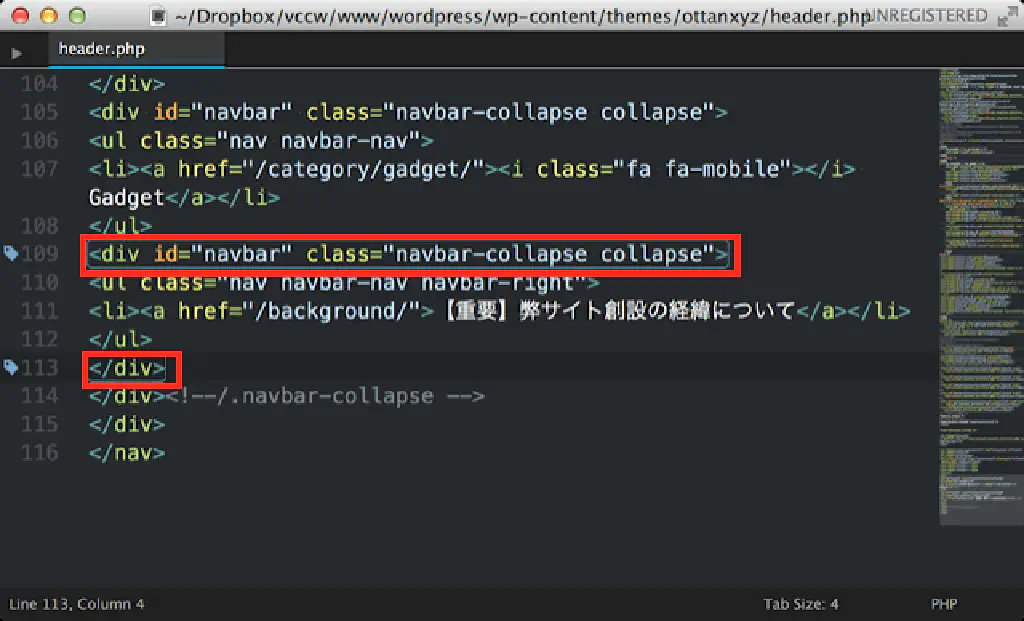 ~/Dropbox/vccw/www/wordpress/wp-content/themes/ottanxyz/header.php UNREGISTERED
header.php
104 </div>
105 <div id="navbar" class="navbar-collapse collapse">
106 <ul class="nav navbar-nav">
107 <li><a href="/category/gadget/"><i class="fa fa-mobile"></i>
Gadget</a></li>
108 </ul>
109 <div id="navbar" class="navbar-collapse collapse">
110 <ul class="nav navbar-nav navbar-right">
111 <li><a href="/background/">【重要】弊サイト創設の経緯について</a></li>
112 </ul>
113 </div>
114 </div><!--/.navbar-collapse -->
115 </div>
116 </nav>
Line 113, Column 4 Tab Size: 4 PHP